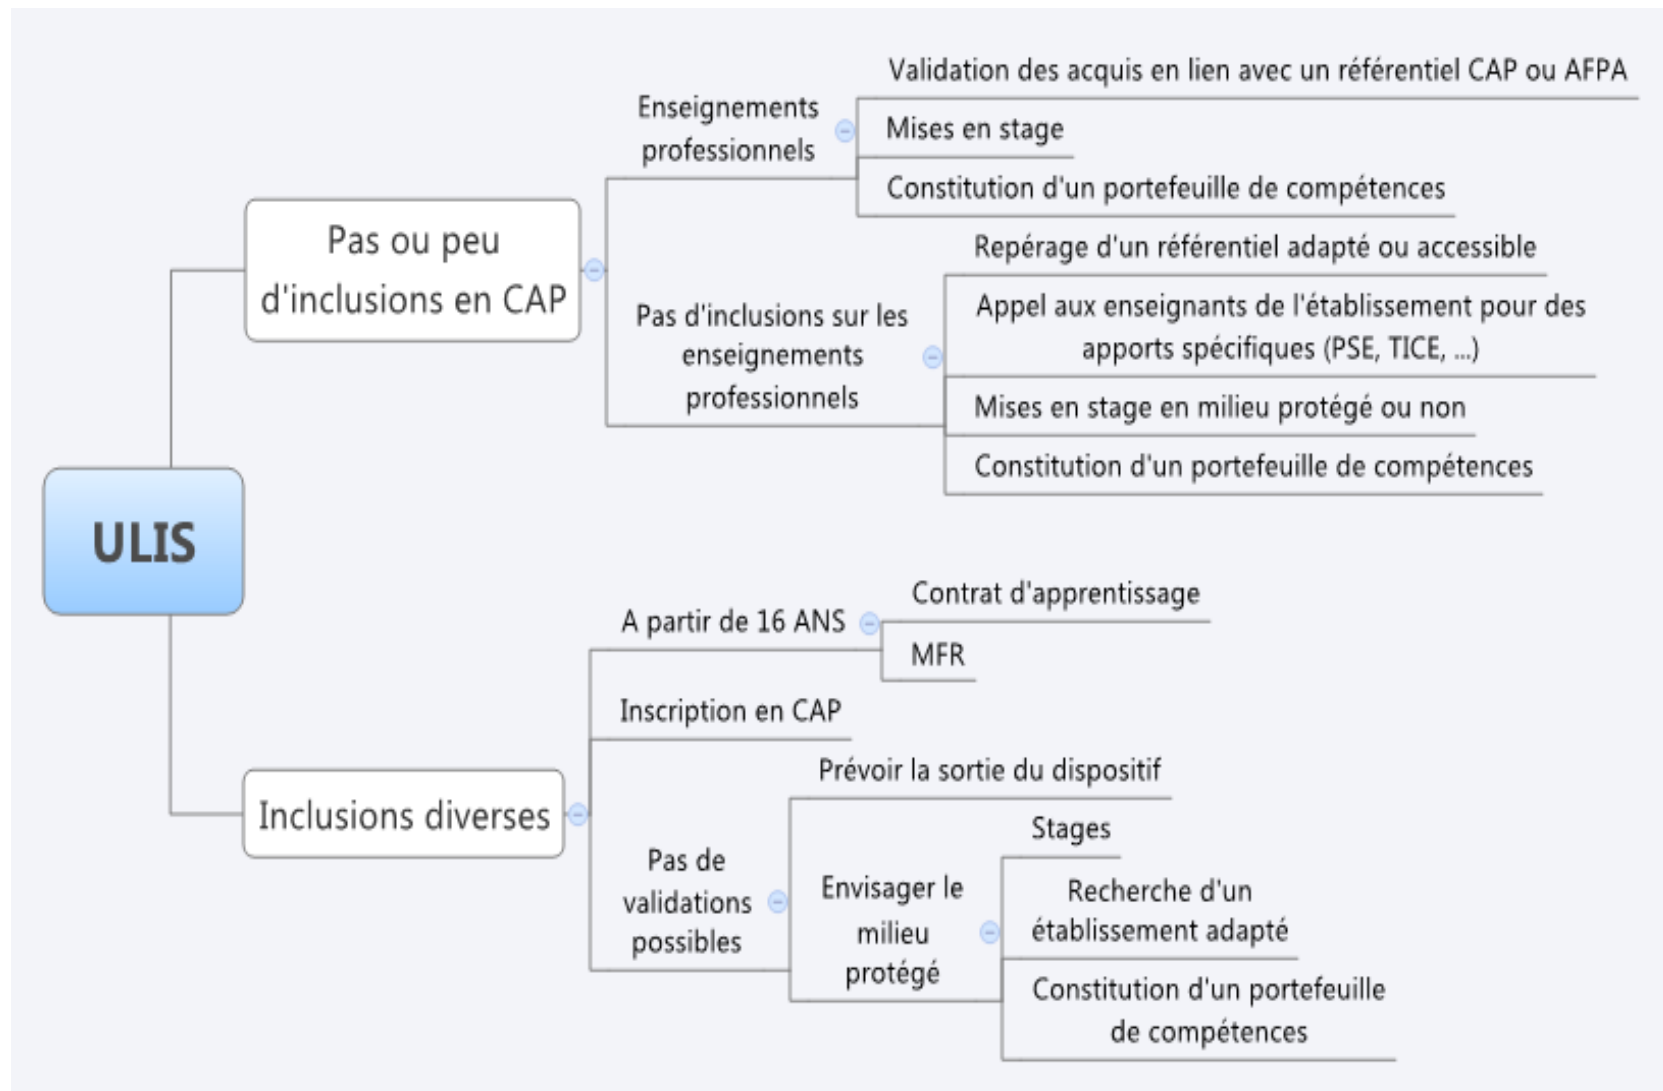 Validation des acquis en lien avec un référentiel CAP ou AFPA
Enseignements
professionnels
Mises en stage
Constitution d'un portefeuille de compétences
Pas ou peu
d'inclusions en CAP
Repérage d'un référentiel adapté ou accessible
Appel aux enseignants de l'établissement pour des
apports spécifiques (PSE, TICE, ...)
Pas d'inclusions sur les
enseignements
professionnels
Mises en stage en milieu protégé ou non
Constitution d'un portefeuille de compétences
ULIS
A partir de 16 ANS
Contrat d'apprentissage
MFR
Inscription en CAP
Inclusions diverses
Prévoir la sortie du dispositif
Pas de
validations
possibles
Envisager le
milieu
protégé
Stages
Recherche d'un
établissement adapté
Constitution d'un portefeuille
de compétences